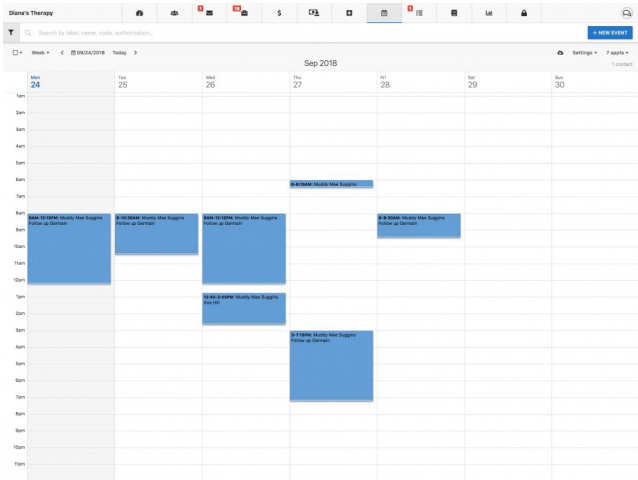 Diana's Therapy
1
18
$
1
Search by label, name, code, authorization...
+ NEW EVENT
Week
<
09/24/2018
Today
>
Settings
7 appts
Sep 2018
1 contact
Mon
24
Tue
25
Wed
26
Thu
27
Fri
28
Sat
29
Sun
30
1am
2am
3am
4am
5am
6am
7am
8am
9am
10am
11am
12pm
1pm
2pm
3pm
4pm
5pm
6pm
7pm
8pm
9pm
10pm
11pm
8AM-12:15PM: Muddy Mae Suggins
Follow up Germain
8-10:30AM: Muddy Mae Suggins
Follow up Germain
8AM-12:15PM: Muddy Mae Suggins
Follow up Germain
12:45-2:45PM: Muddy Mae Suggins
Muddy Mae Suggins
3-7:15PM: Muddy Mae Suggins
Follow up Germain
8-9:30AM: Muddy Mae Suggins
Follow up Germain